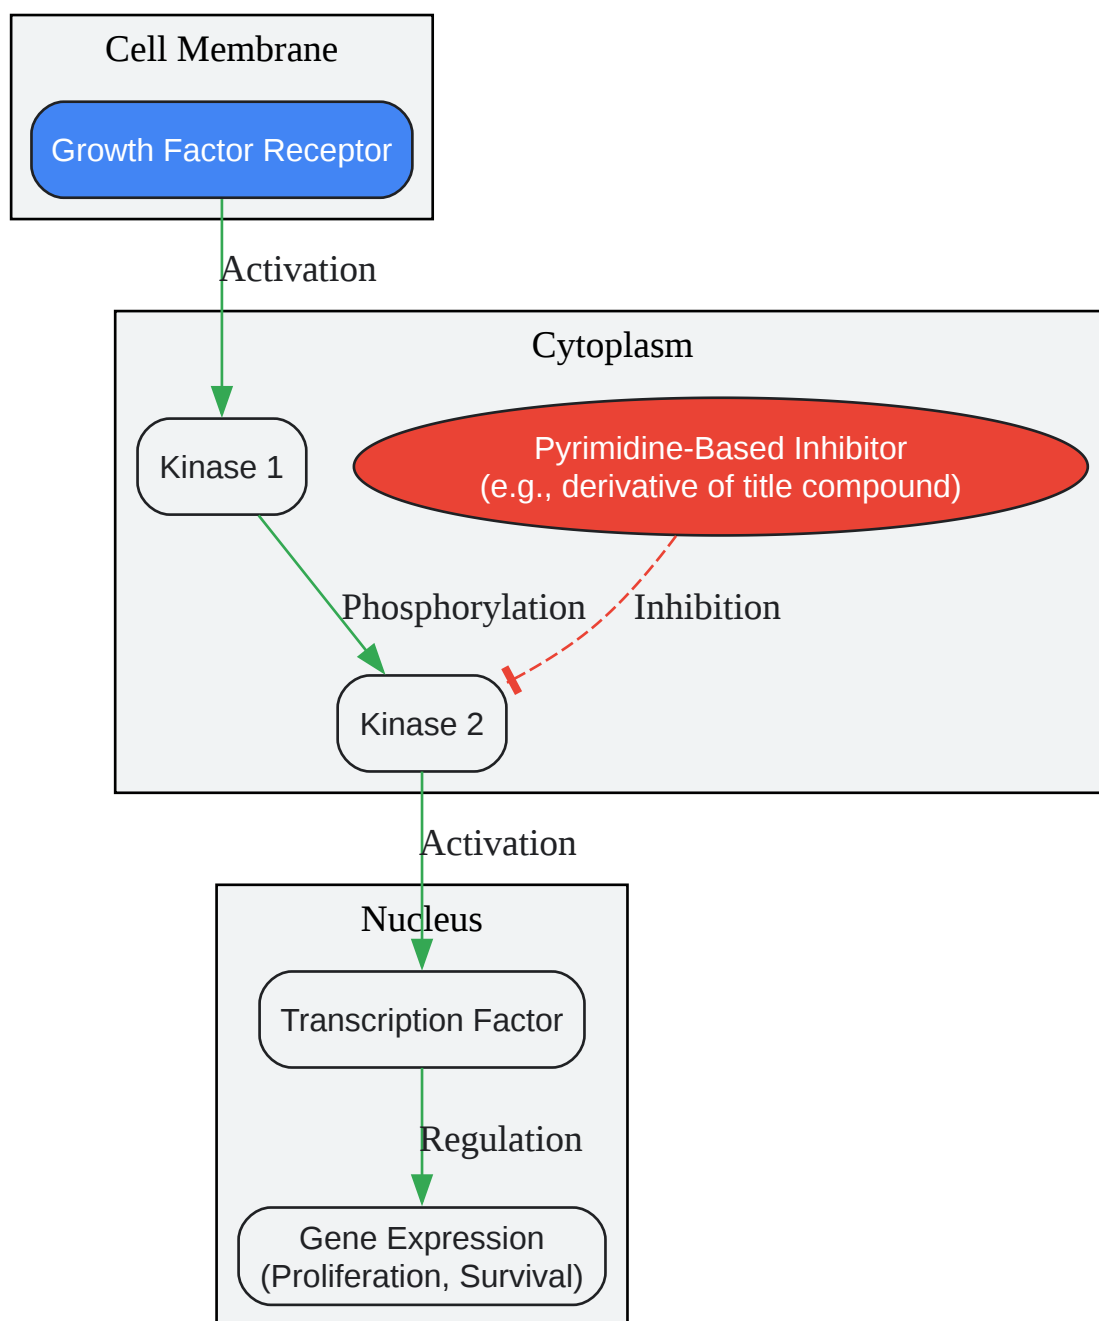 Cell Membrane
Growth Factor Receptor
Activation
Cytoplasm
Kinase 1
Pyrimidine-Based Inhibitor
(e.g., derivative of title compound)
Phosphorylation
Inhibition
Kinase 2
Activation
Nucleus
Transcription Factor
Regulation
Gene Expression
(Proliferation, Survival)